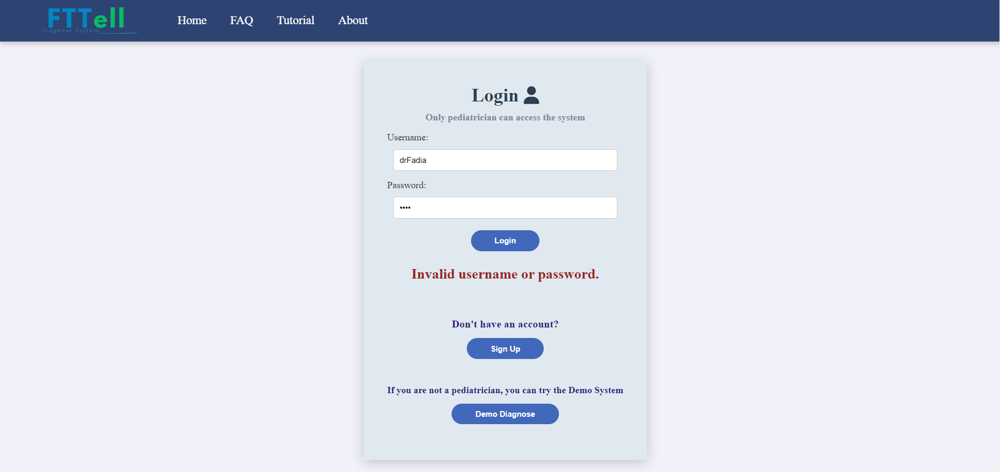 FTTell
Diagnose System
Home FAQ Tutorial About
Login
Only pediatrician can access the system
Username:
drFadia
Password:
••••
Login
Invalid username or password.
Don't have an account?
Sign Up
If you are not a pediatrician, you can try the Demo System
Demo Diagnose